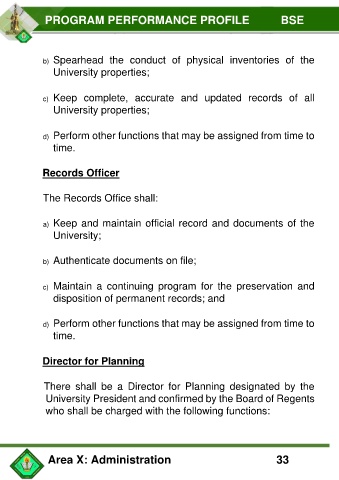 PROGRAM PERFORMANCE PROFILE BSE
b) Spearhead the conduct of physical inventories of the
University properties;
c) Keep complete, accurate and updated records of all
University properties;
d) Perform other functions that may be assigned from time to
time.
Records Officer
The Records Office shall:
a) Keep and maintain official record and documents of the
University;
b) Authenticate documents on file;
c) Maintain a continuing program for the preservation and
disposition of permanent records; and
d) Perform other functions that may be assigned from time to
time.
Director for Planning
There shall be a Director for Planning designated by the
University President and confirmed by the Board of Regents
who shall be charged with the following functions:
Area X: Administration 33